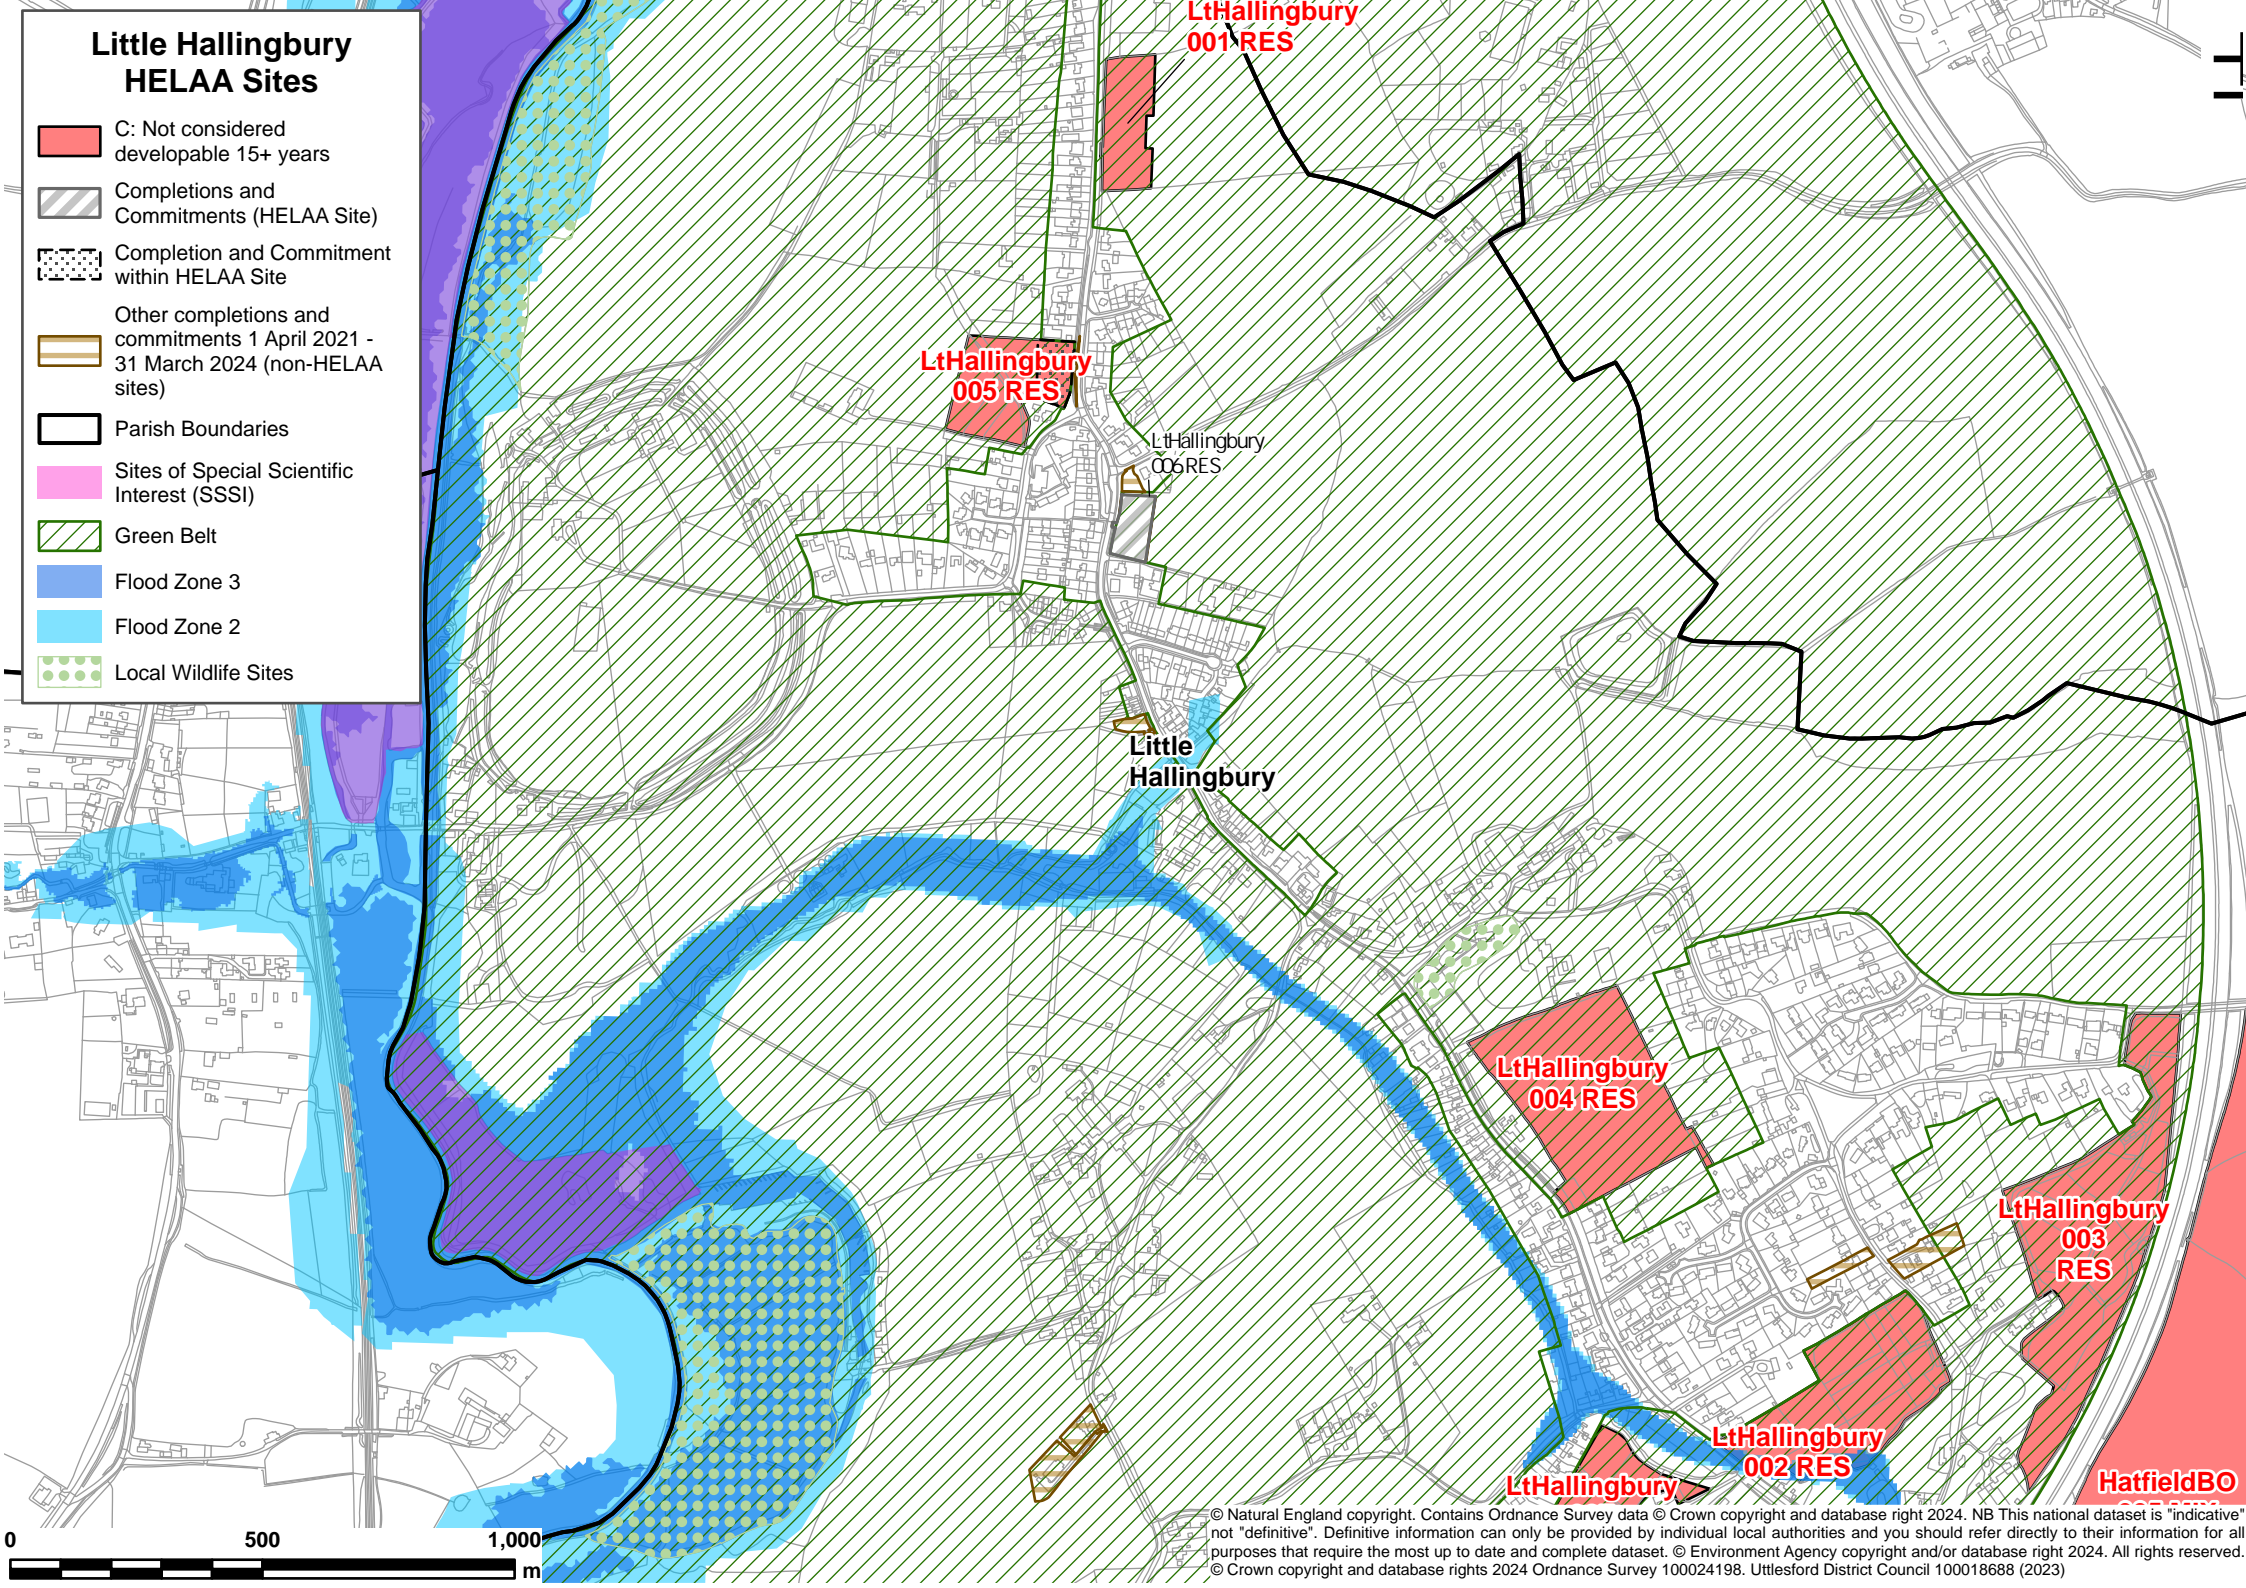 Little Hallingbury
HELAA Sites
C: Not considered
developable 15+ years
Completions and
Commitments (HELAA Site)
Completion and Commitment
within HELAA Site
Other completions and
commitments 1 April 2021 -
31 March 2024 (non-HELAA
sites)
Parish Boundaries
Sites of Special Scientific
Interest (SSSI)
Green Belt
Flood Zone 3
Flood Zone 2
Local Wildlife Sites
LtHallingbury
001 RES
LtHallingbury
005 RES
LtHallingbury
006 RES
Little
Hallingbury
LtHallingbury
004 RES
LtHallingbury
003
RES
LtHallingbury
002 RES
LtHallingbury
HatfieldBO
0 500 1,000
m
© Natural England copyright. Contains Ordnance Survey data © Crown copyright and database right 2024. NB This national dataset is "indicative"
not "definitive". Definitive information can only be provided by individual local authorities and you should refer directly to their information for all
purposes that require the most up to date and complete dataset. © Environment Agency copyright and/or database right 2024. All rights reserved.
© Crown copyright and database rights 2024 Ordnance Survey 100024198. Uttlesford District Council 100018688 (2023)